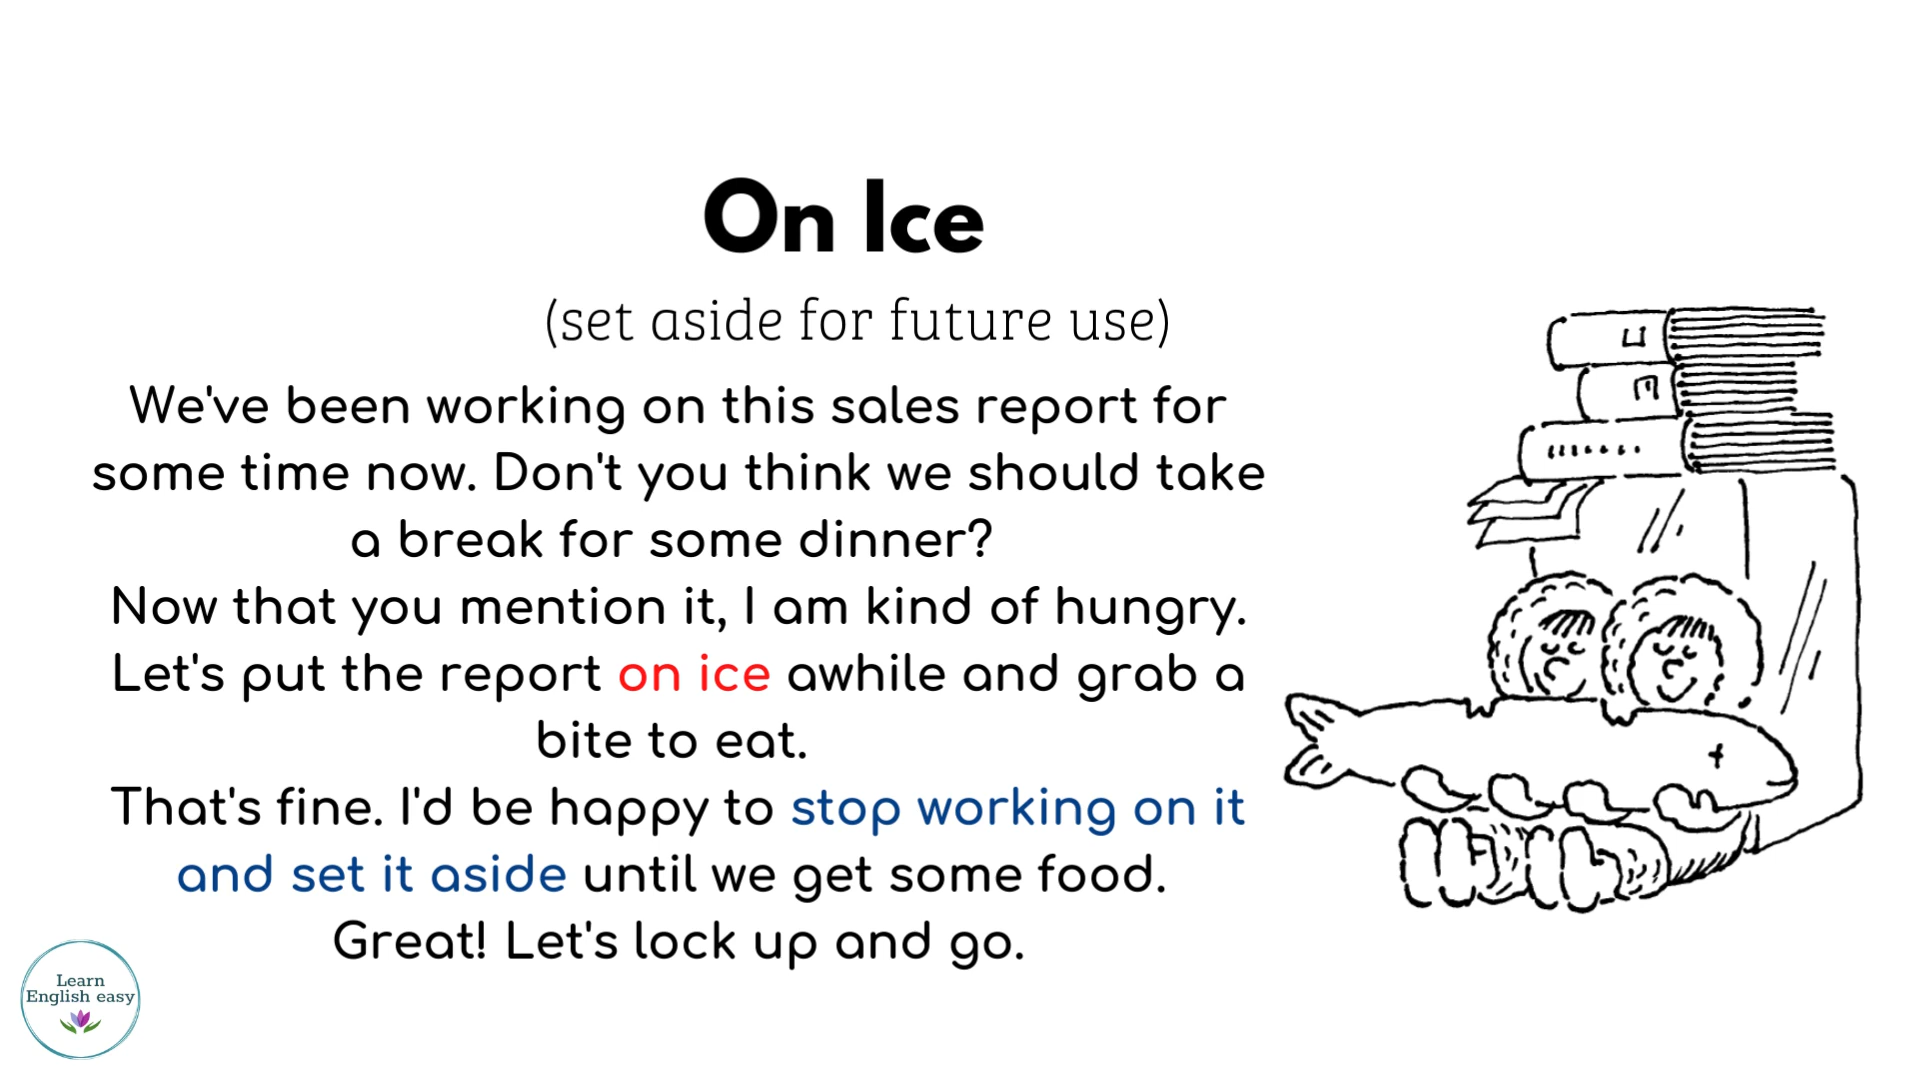 On Ice
(set aside for future use)
We've been working on this sales report for
some time now. Don't you think we should take
a break for some dinner?
Now that you mention it, I am kind of hungry.
Let's put the report on ice awhile and grab a
bite to eat.
That's fine. I'd be happy to stop working on it
and set it aside until we get some food.
Great! Let's lock up and go.
Learn
English easy